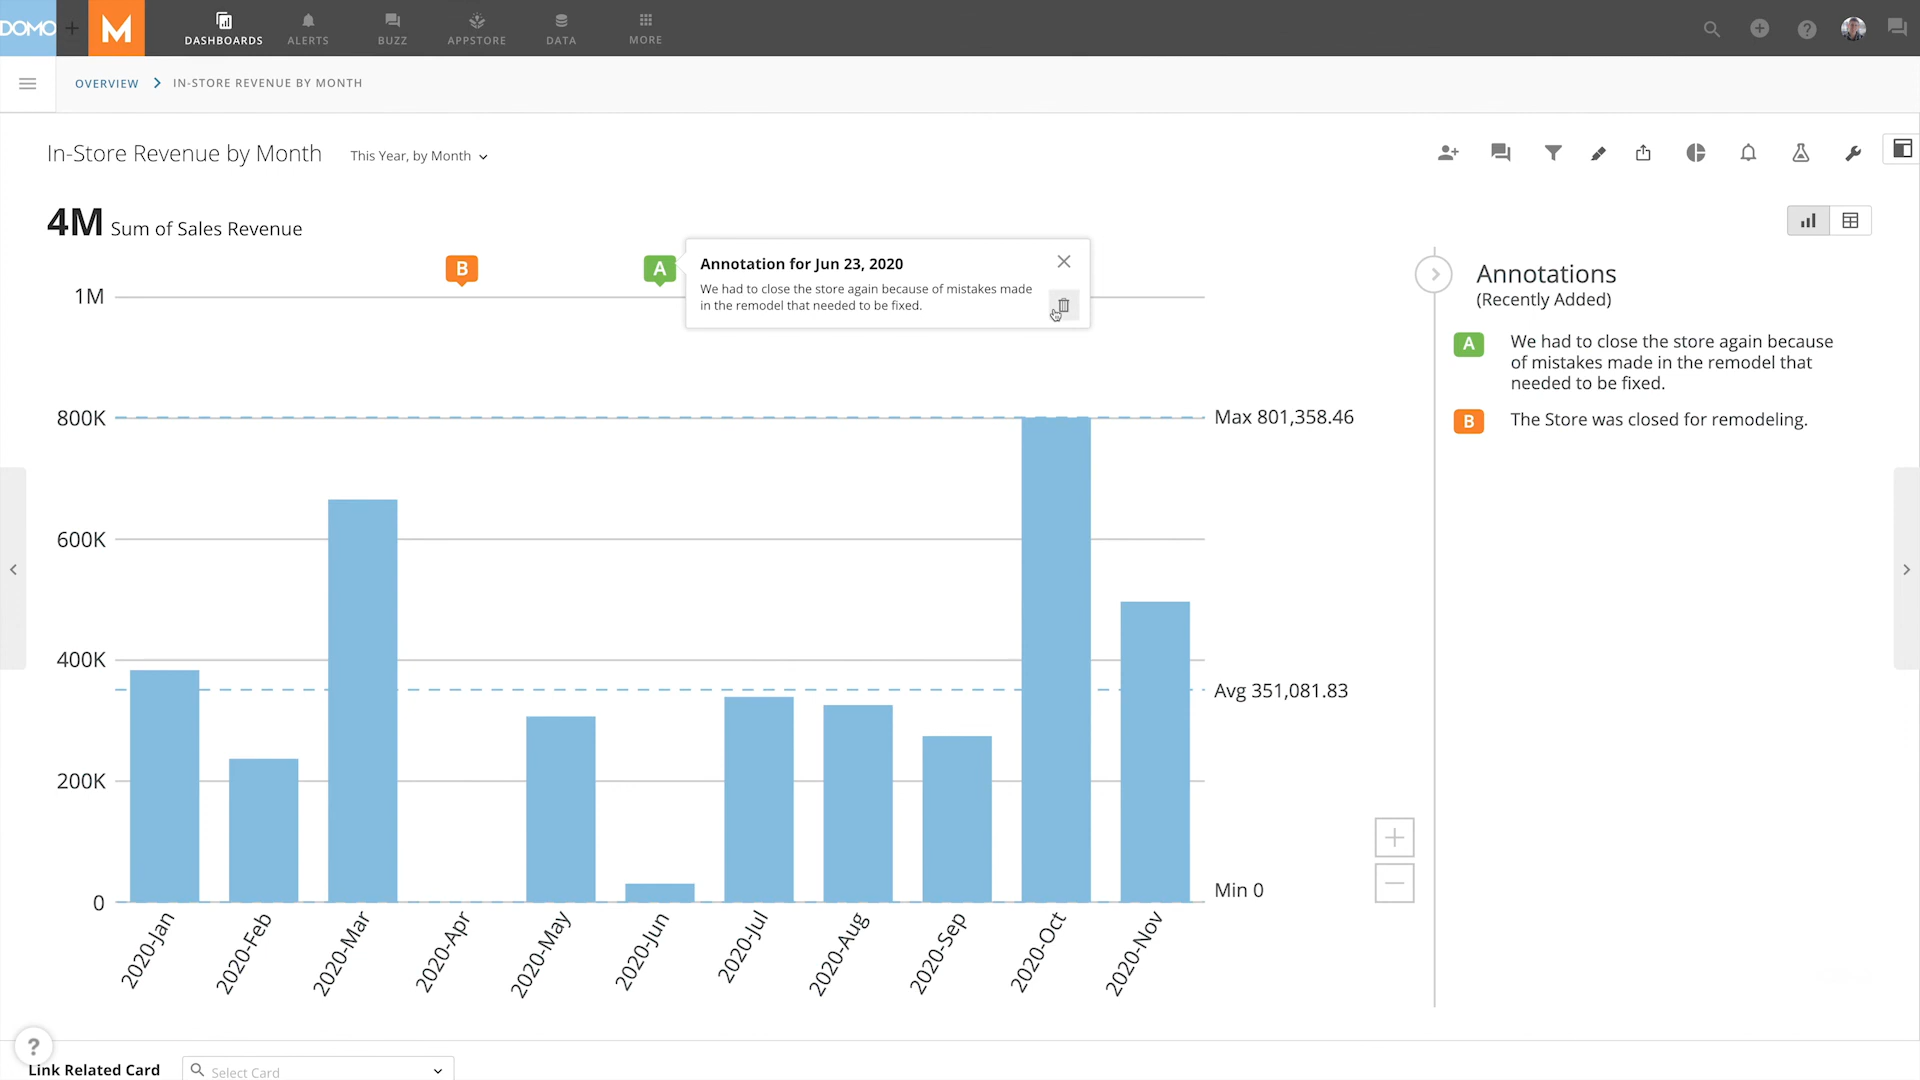 DOMO
M
DASHBOARDS
ALERTS
BUZZ
APPSTORE
DATA
MORE
OVERVIEW
IN-STORE REVENUE BY MONTH
In-Store Revenue by Month
This Year, by Month
4M Sum of Sales Revenue
B
A
Annotation for Jun 23, 2020
We had to close the store again because of mistakes made
in the remodel that needed to be fixed.
1M
800K
600K
400K
200K
0
Max 801,358.46
Avg 351,081.83
Min 0
2020-Jan
2020-Feb
2020-Mar
2020-Apr
2020-May
2020-Jun
2020-Jul
2020-Aug
2020-Sep
2020-Oct
2020-Nov
Annotations
(Recently Added)
A
We had to close the store again because
of mistakes made in the remodel that
needed to be fixed.
B
The Store was closed for remodeling.
?
Link Related Card
Select Card